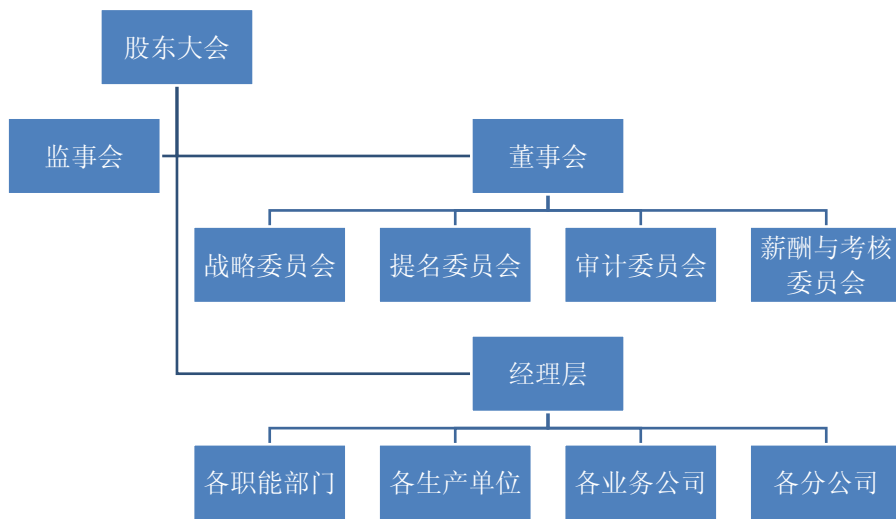 股东大会
监事会
董事会
战略委员会
提名委员会
审计委员会
薪酬与考核
委员会
经理层
各职能部门
各生产单位
各业务公司
各分公司